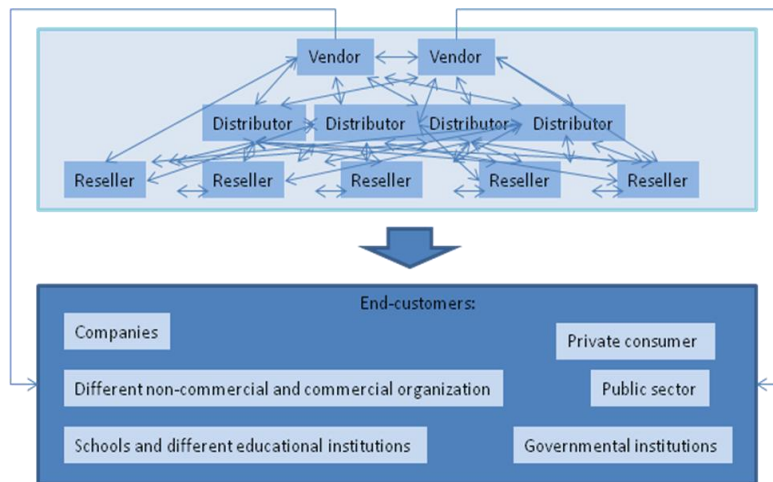 Vendor Vendor
Distributor Distributor Distributor Distributor
Reseller Reseller Reseller Reseller Reseller
End-customers:
Companies
Private consumer
Different non-commercial and commercial organization
Public sector
Schools and different educational institutions
Governmental institutions